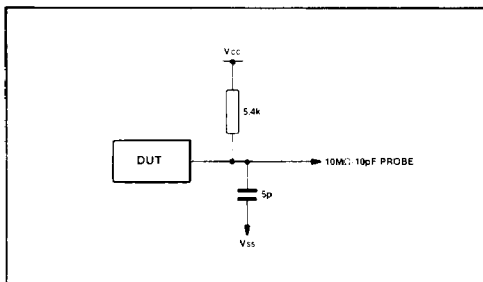 Vcc
5.4k
DUT
10MΩ·10pF PROBE
5p
Vss